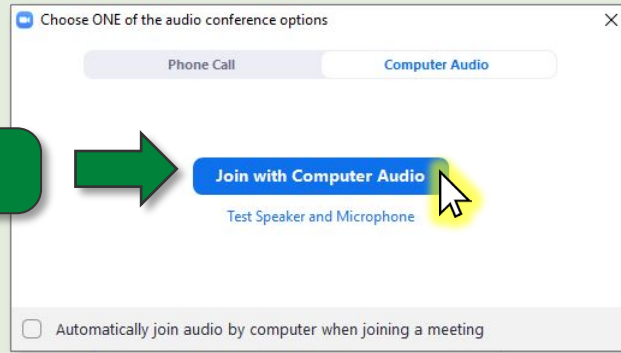 Choose ONE of the audio conference options
Phone Call
Computer Audio
Join with Computer Audio
Test Speaker and Microphone
Automatically join audio by computer when joining a meeting